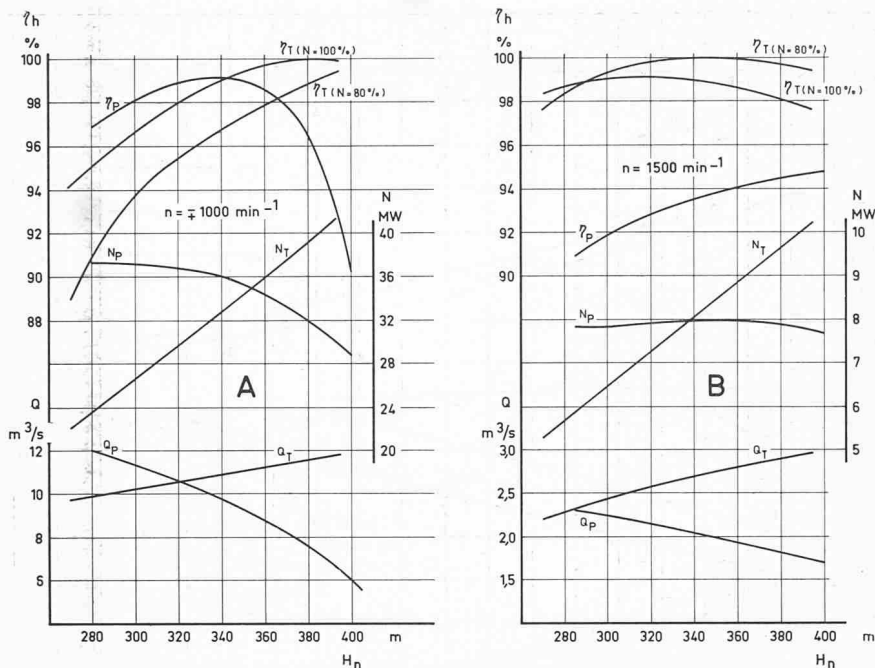 ηh
%
100
98
96
94
92
90
88
Q
m³/s
12
10
8
5
280 300 320 340 360 380 400 m
Hn
ηT (N=100%)
ηP
ηT (N=80%)
n = ∓1000 min⁻¹
N
MW
40
36
32
28
24
20
NP
NT
A
QP
QT
ηh
%
100
98
96
94
92
90
Q
m³/s
3,0
2,5
2,0
1,5
280 300 320 340 360 380 400 m
Hn
ηT (N=80%)
ηT (N=100%)
n = 1500 min⁻¹
ηP
N
MW
10
9
8
7
6
5
NT
NP
B
QT
QP